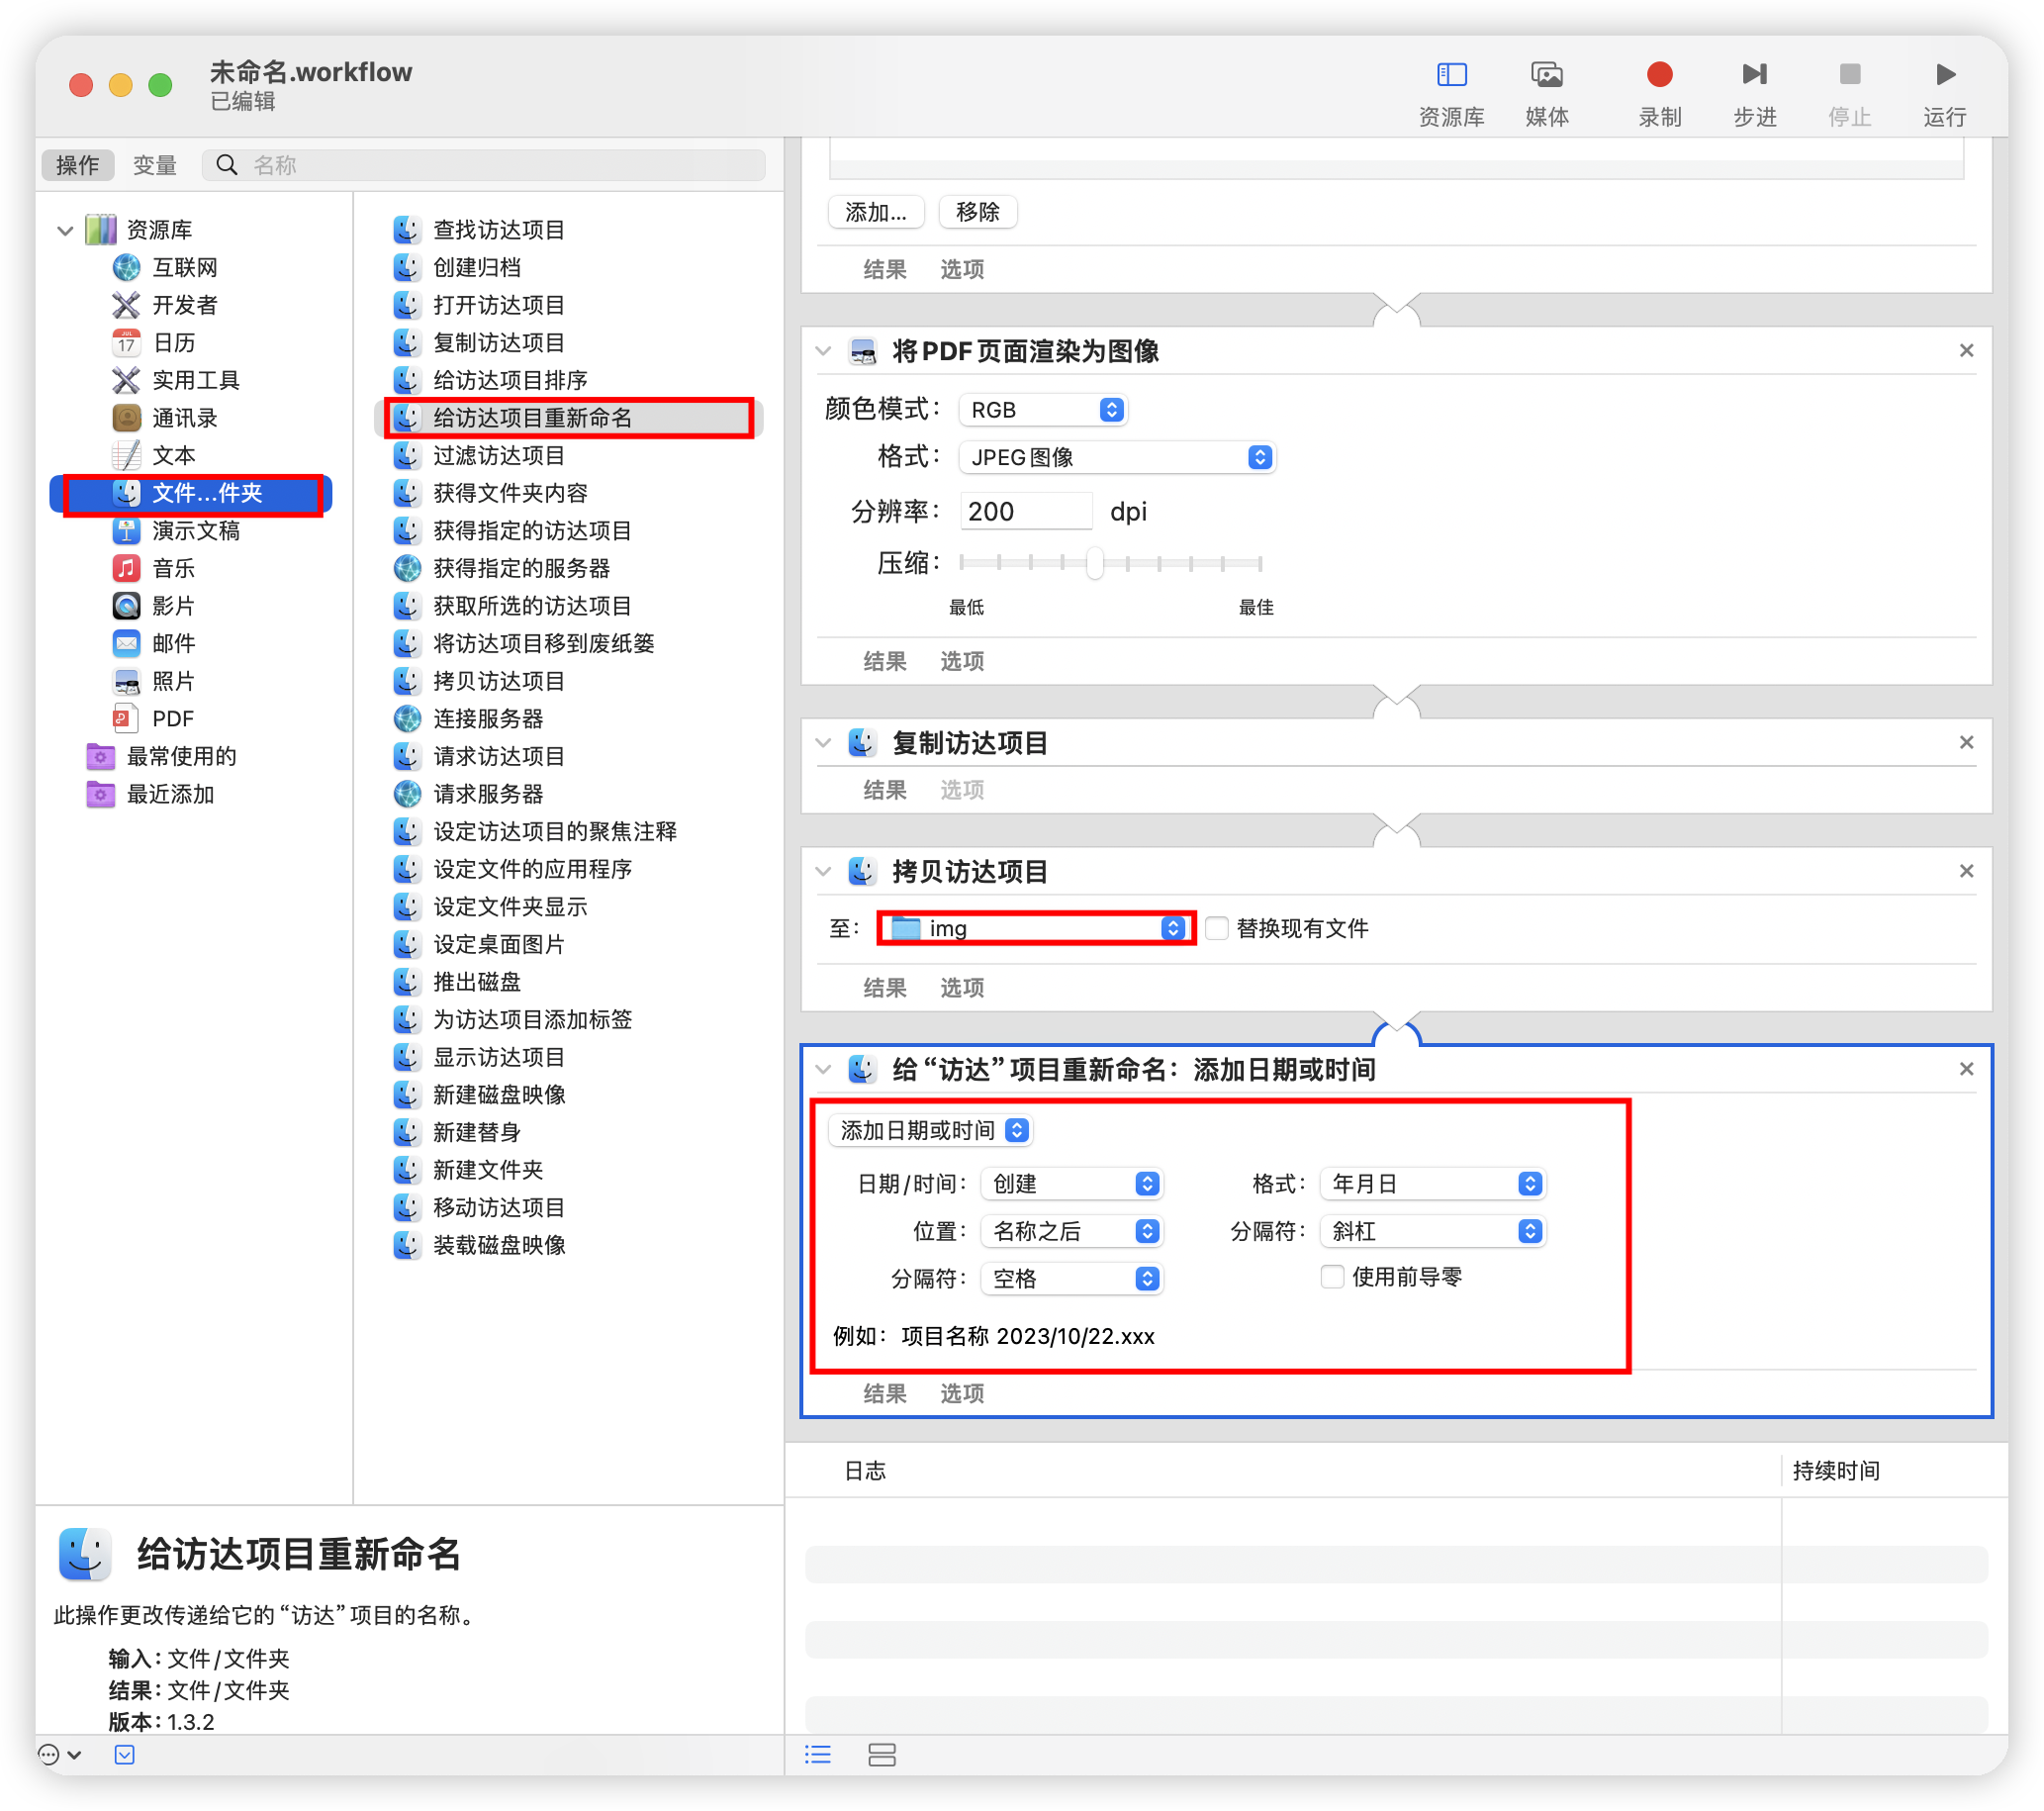 未命名.workflow
已编辑
资源库
媒体
录制
步进
停止
运行
操作
变量
名称
资源库
互联网
开发者
JUL
17
日历
实用工具
通讯录
文本
文件...件夹
演示文稿
音乐
影片
邮件
照片
PDF
最常使用的
最近添加
查找访达项目
创建归档
打开访达项目
复制访达项目
给访达项目排序
给访达项目重新命名
过滤访达项目
获得文件夹内容
获得指定的访达项目
获得指定的服务器
获取所选的访达项目
将访达项目移到废纸篓
拷贝访达项目
连接服务器
请求访达项目
请求服务器
设定访达项目的聚焦注释
设定文件的应用程序
设定文件夹显示
设定桌面图片
推出磁盘
为访达项目添加标签
显示访达项目
新建磁盘映像
新建替身
新建文件夹
移动访达项目
装载磁盘映像
给访达项目重新命名
此操作更改传递给它的“访达”项目的名称。
输入：文件/文件夹
结果：文件/文件夹
版本：1.3.2
添加... 移除
结果 选项
将PDF页面渲染为图像
颜色模式： RGB
格式： JPEG图像
分辨率： 200 dpi
压缩：
最低 最佳
结果 选项
复制访达项目
结果 选项
拷贝访达项目
至： img 替换现有文件
结果 选项
给“访达”项目重新命名：添加日期或时间
添加日期或时间
日期/时间： 创建 格式： 年月日
位置： 名称之后 分隔符： 斜杠
分隔符： 空格 使用前导零
例如： 项目名称 2023/10/22.xxx
结果 选项
日志 持续时间